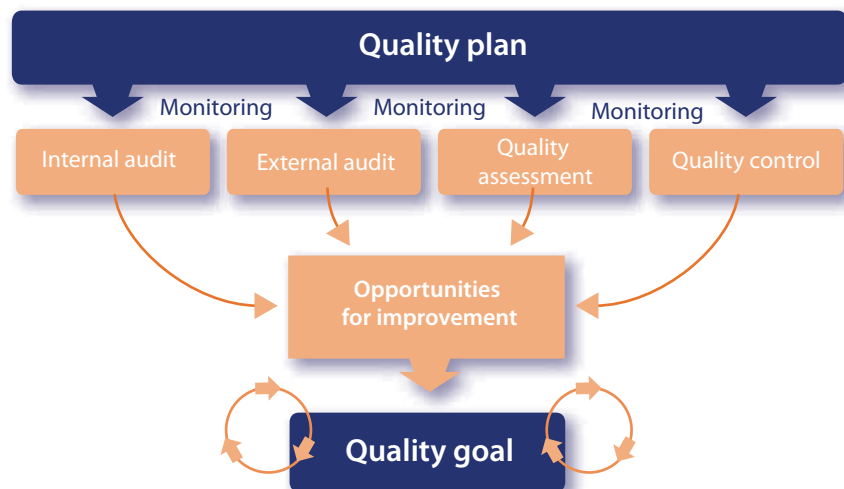 Quality plan
Monitoring
Monitoring
Monitoring
Internal audit
External audit
Quality
assessment
Quality control
Opportunities
for improvement
Quality goal